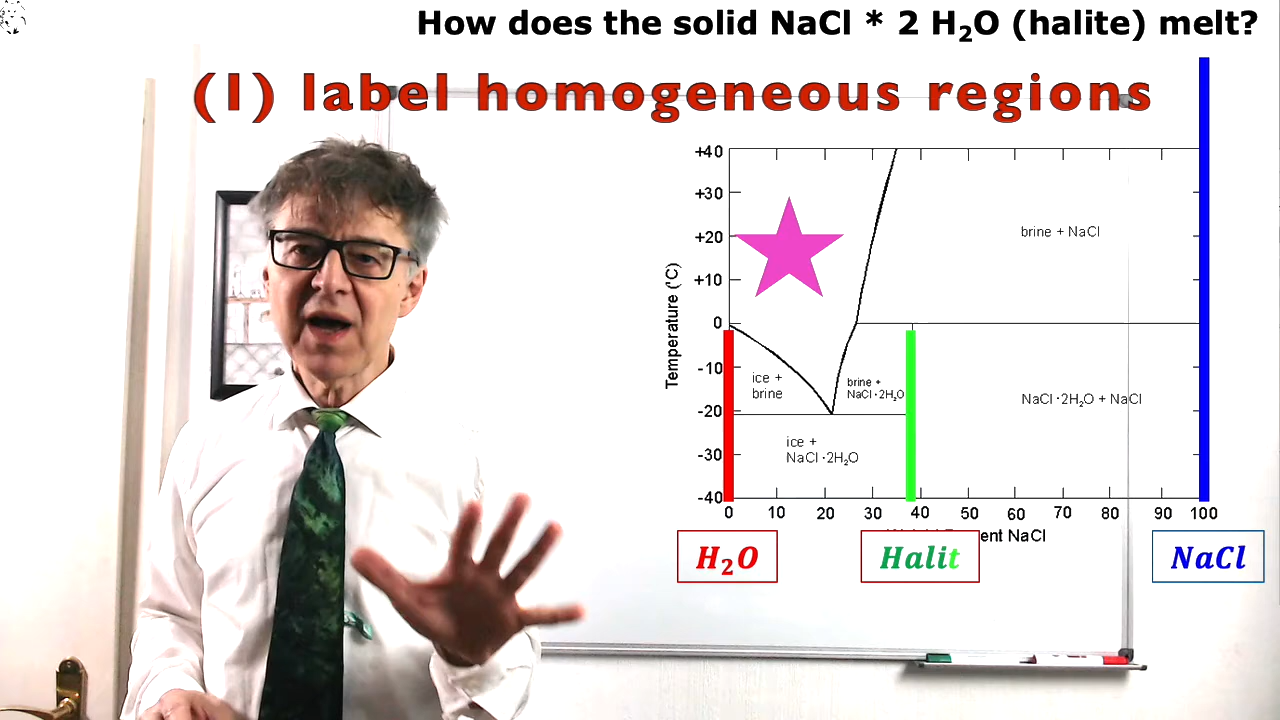 How does the solid NaCl * 2 H₂O (halite) melt?
(1) label homogeneous regions
+40
+30
+20
+10
0
-10
-20
-30
-40
Temperature (°C)
brine + NaCl
ice +
brine
brine +
NaCl·2H₂O
NaCl·2H₂O + NaCl
ice +
NaCl·2H₂O
0 10 20 30 40 50 60 70 80 90 100
ent NaCl
H₂O
Halit
NaCl